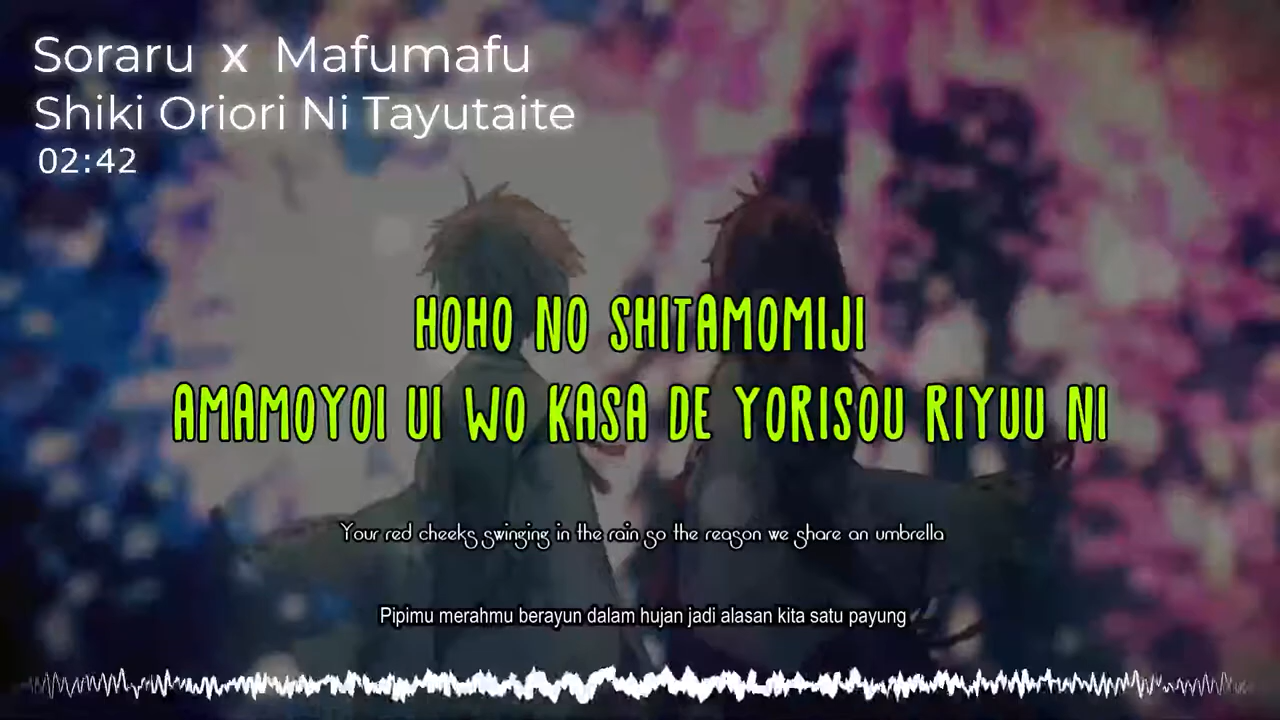 Soraru x Mafumafu
Shiki Oriori Ni Tayutaite
02:42
HOHO NO SHITAMOMIJI
AMAMOYOI UI WO KASA DE YORISOU RIYUU NI
Your red cheeks swinging in the rain so the reason we share an umbrella
Pipimu merahmu berayun dalam hujan jadi alasan kita satu payung